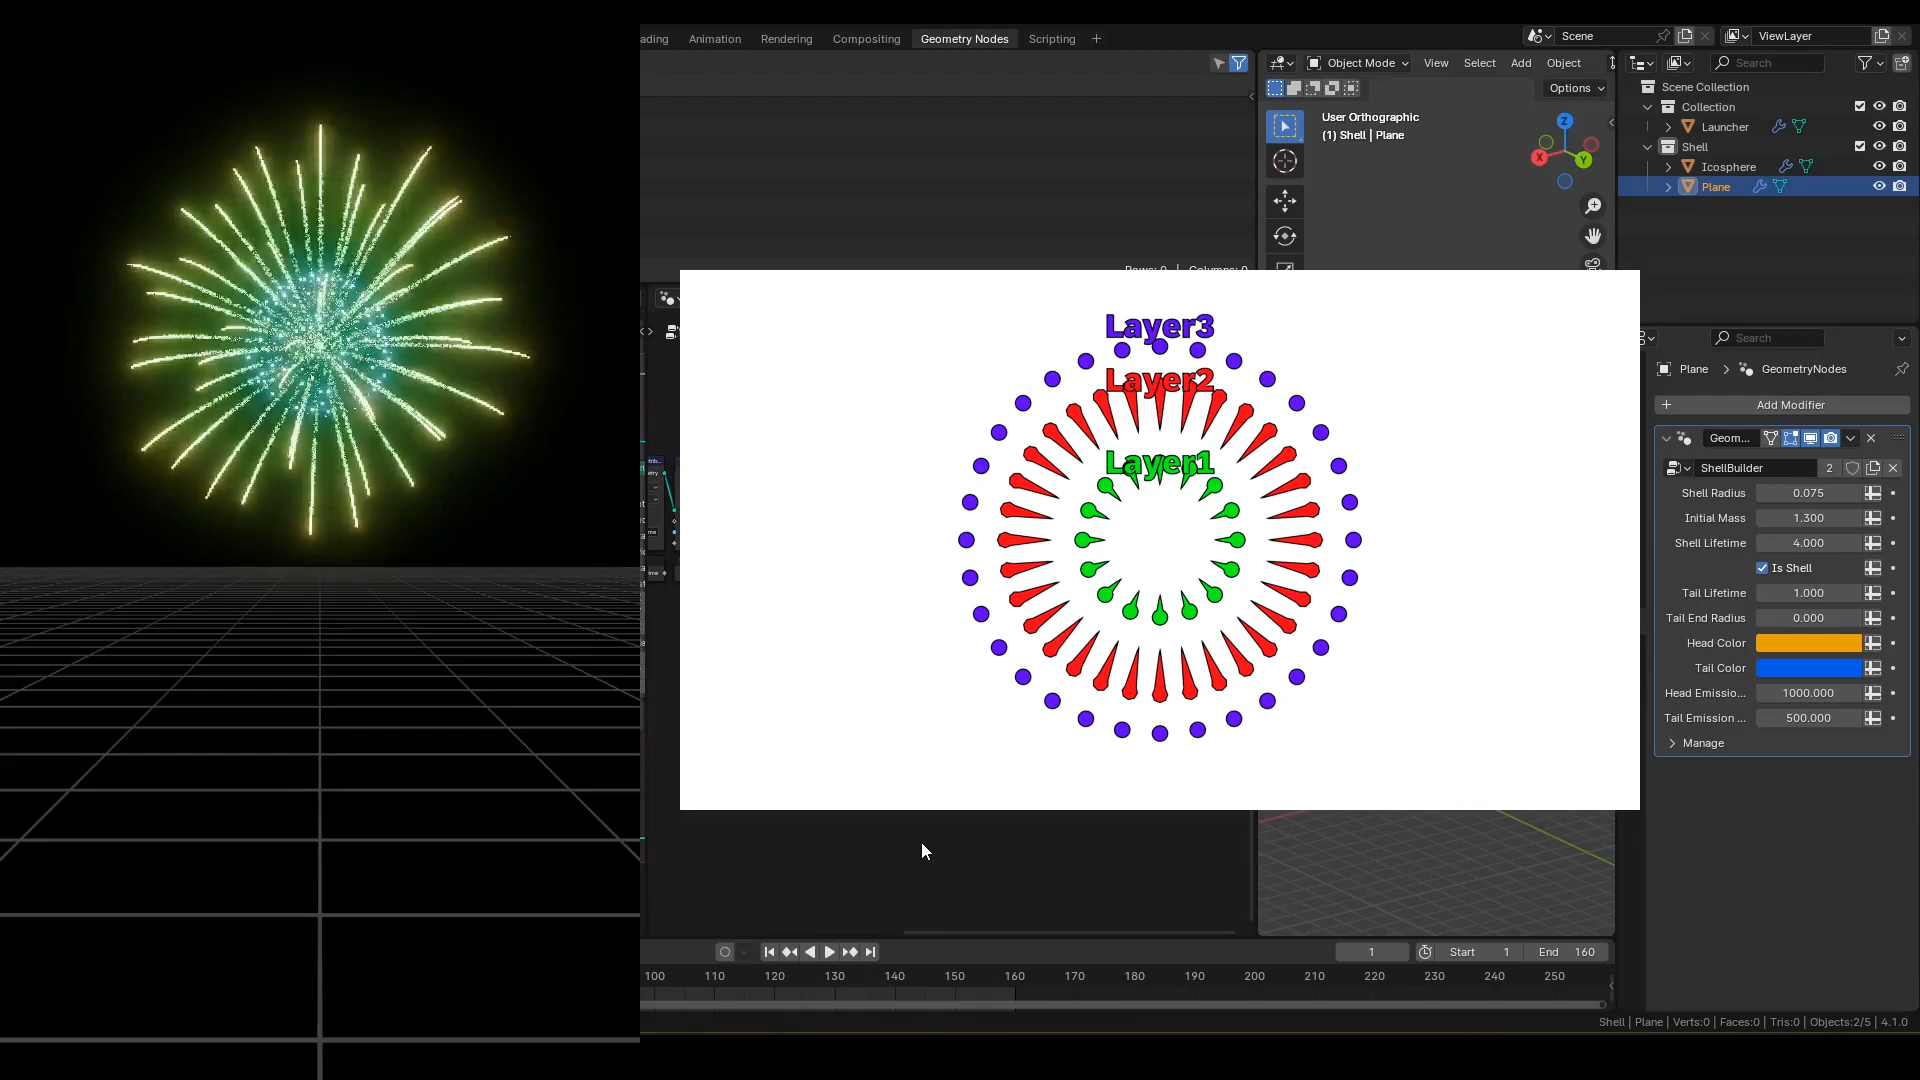 Animation Rendering Compositing Geometry Nodes Scripting +
Scene
ViewLayer
Object Mode View Select Add Object
Search
Options
Scene Collection
Collection
Launcher
Shell
Icosphere
Plane
User Orthographic
(1) Shell | Plane
Z
X
Y
Layer3
Layer2
Layer1
Search
Plane > GeometryNodes
+ Add Modifier
Geom...
ShellBuilder 2
Shell Radius 0.075
Initial Mass 1.300
Shell Lifetime 4.000
Is Shell
Tail Lifetime 1.000
Tail End Radius 0.000
Head Color
Tail Color
Head Emissio... 1000.000
Tail Emission ... 500.000
Manage
1 Start 1 End 160
100 110 120 130 140 150 160 170 180 190 200 210 220 230 240 250
Shell | Plane | Verts:0 | Faces:0 | Tris:0 | Objects:2/5 | 4.1.0